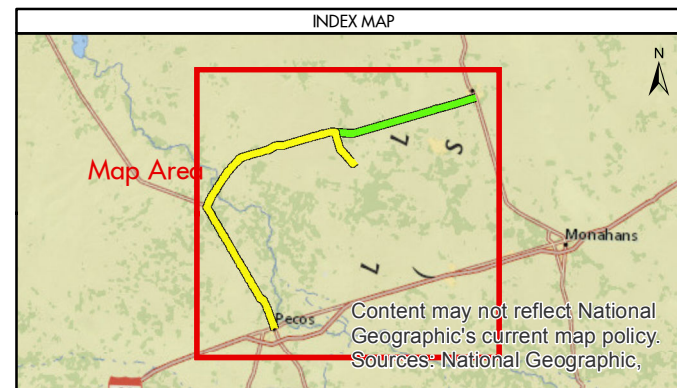 INDEX MAP
N
Map Area
L
S
Monahans
L
(
Pecos
Content may not reflect National
Geographic's current map policy.
Sources: National Geographic,